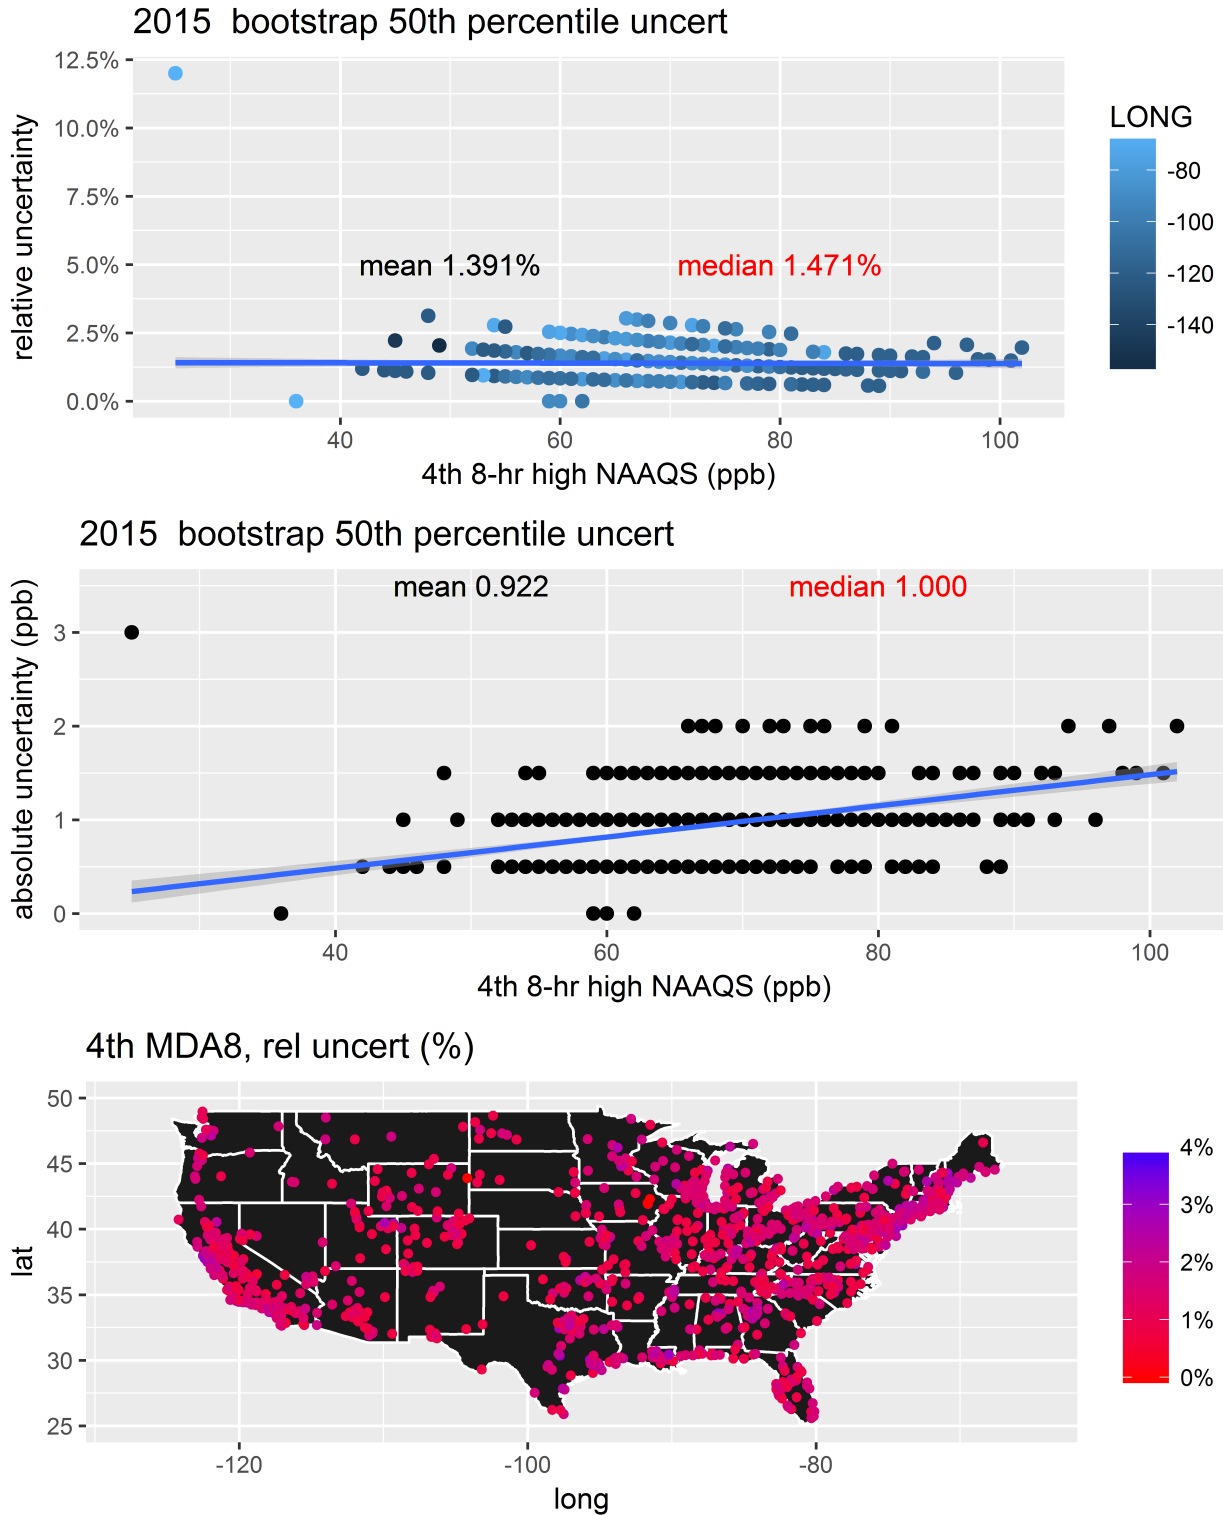 2015  bootstrap 50th percentile uncert
12.5%
10.0%
7.5%
5.0%
2.5%
0.0%
relative uncertainty
mean 1.391%
median 1.471%
40
60
80
100
4th 8-hr high NAAQS (ppb)
LONG
-80
-100
-120
-140
2015  bootstrap 50th percentile uncert
mean 0.922
median 1.000
3
2
1
0
absolute uncertainty (ppb)
40
60
80
100
4th 8-hr high NAAQS (ppb)
4th MDA8, rel uncert (%)
50
45
40
35
30
25
lat
-120
-100
-80
long
4%
3%
2%
1%
0%